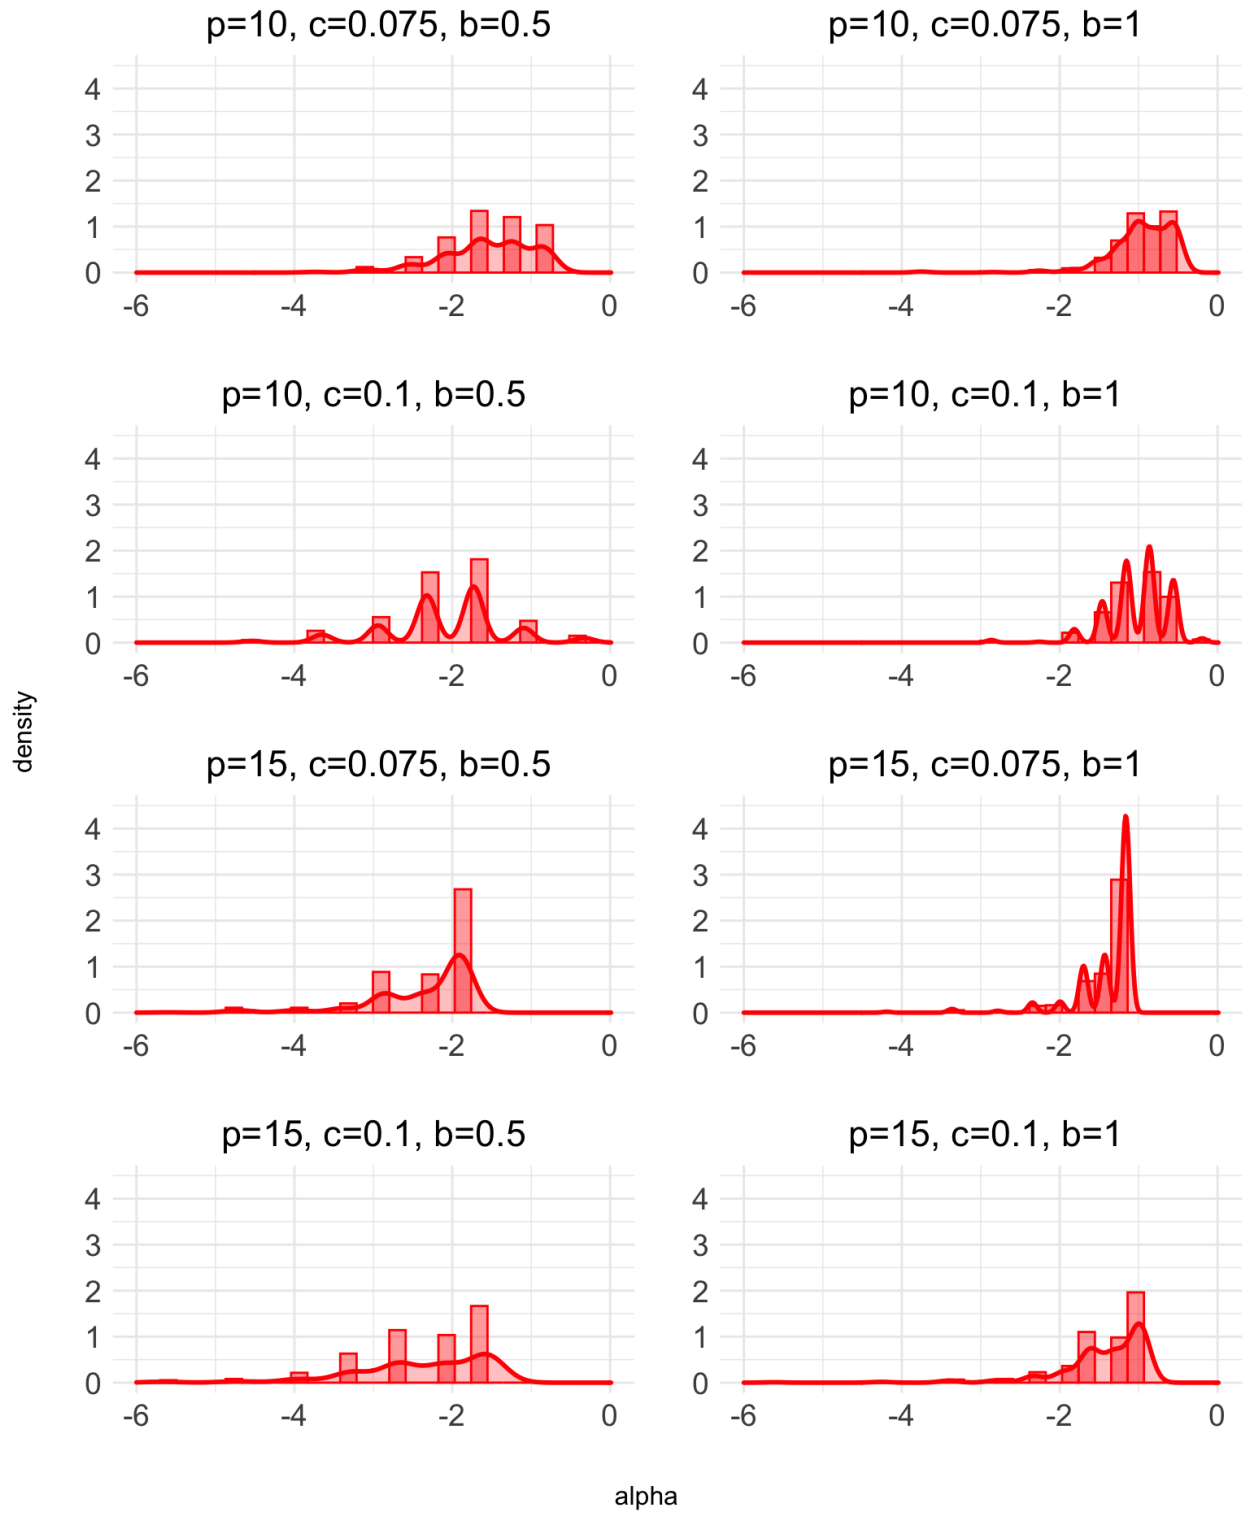 p=10, c=0.075, b=0.5
p=10, c=0.075, b=1
4
3
2
1
0
-6 -4 -2 0
4
3
2
1
0
-6 -4 -2 0
p=10, c=0.1, b=0.5
p=10, c=0.1, b=1
4
3
2
1
0
-6 -4 -2 0
4
3
2
1
0
-6 -4 -2 0
density
p=15, c=0.075, b=0.5
p=15, c=0.075, b=1
4
3
2
1
0
-6 -4 -2 0
4
3
2
1
0
-6 -4 -2 0
p=15, c=0.1, b=0.5
p=15, c=0.1, b=1
4
3
2
1
0
-6 -4 -2 0
4
3
2
1
0
-6 -4 -2 0
alpha